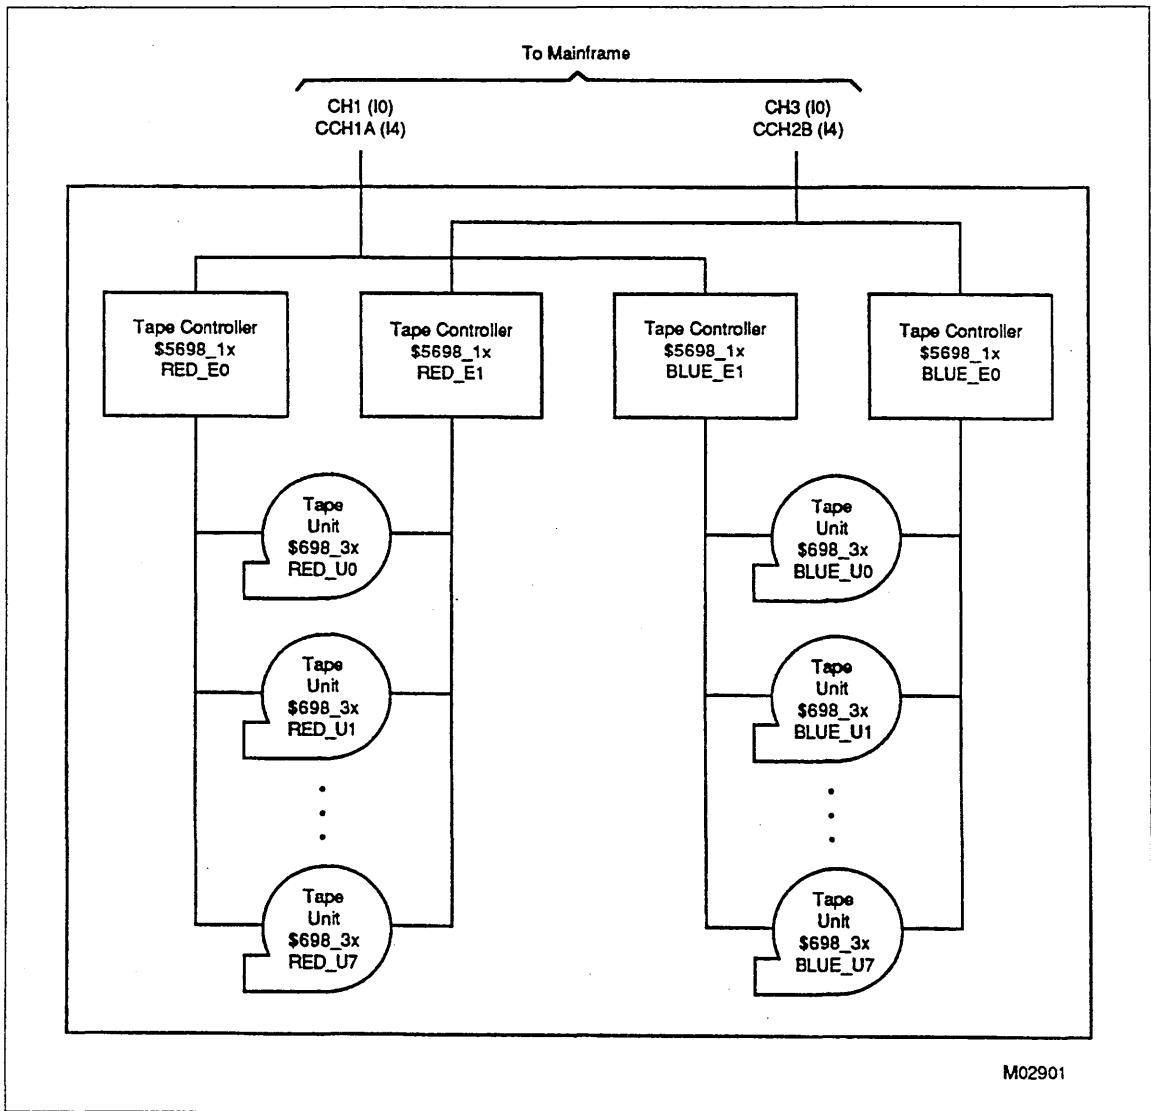 To Mainframe
CH1 (I0)
CCH1A (I4)
CH3 (I0)
CCH2B (I4)
Tape Controller
$5698_1x
RED_E0
Tape Controller
$5698_1x
RED_E1
Tape Controller
$5698_1x
BLUE_E1
Tape Controller
$5698_1x
BLUE_E0
Tape
Unit
$698_3x
RED_U0
Tape
Unit
$698_3x
BLUE_U0
Tape
Unit
$698_3x
RED_U1
Tape
Unit
$698_3x
BLUE_U1
Tape
Unit
$698_3x
RED_U7
Tape
Unit
$698_3x
BLUE_U7
M02901